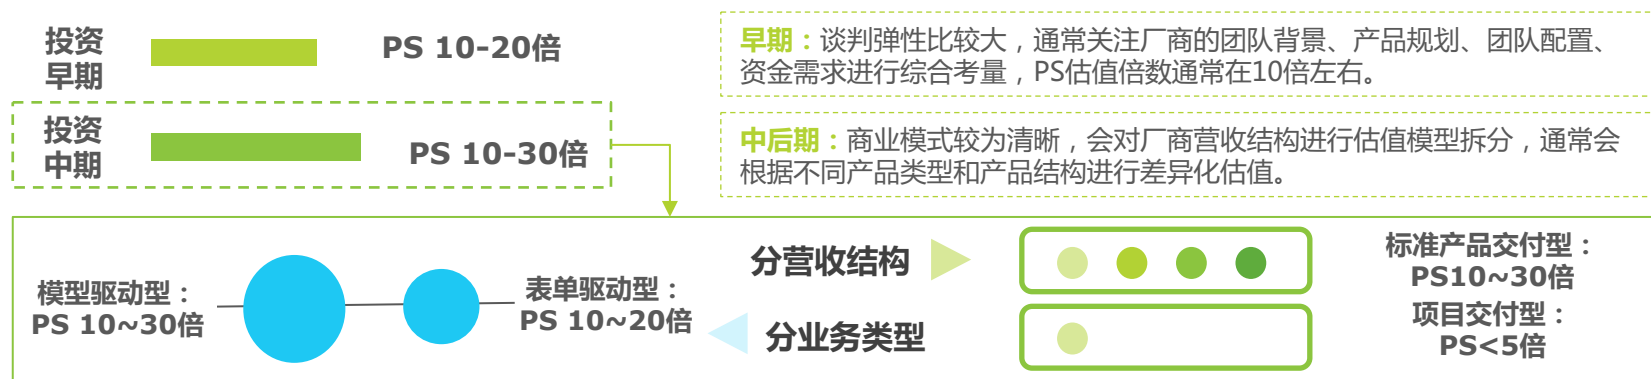 投资
早期
PS 10-20倍
早期：谈判弹性比较大，通常关注厂商的团队背景、产品规划、团队配置、
资金需求进行综合考量，PS估值倍数通常在10倍左右。
投资
中期
PS 10-30倍
中后期：商业模式较为清晰，会对厂商营收结构进行估值模型拆分，通常会
根据不同产品类型和产品结构进行差异化估值。
模型驱动型：
PS 10~30倍
表单驱动型：
PS 10~20倍
分营收结构
分业务类型
标准产品交付型：
PS10~30倍
项目交付型：
PS<5倍